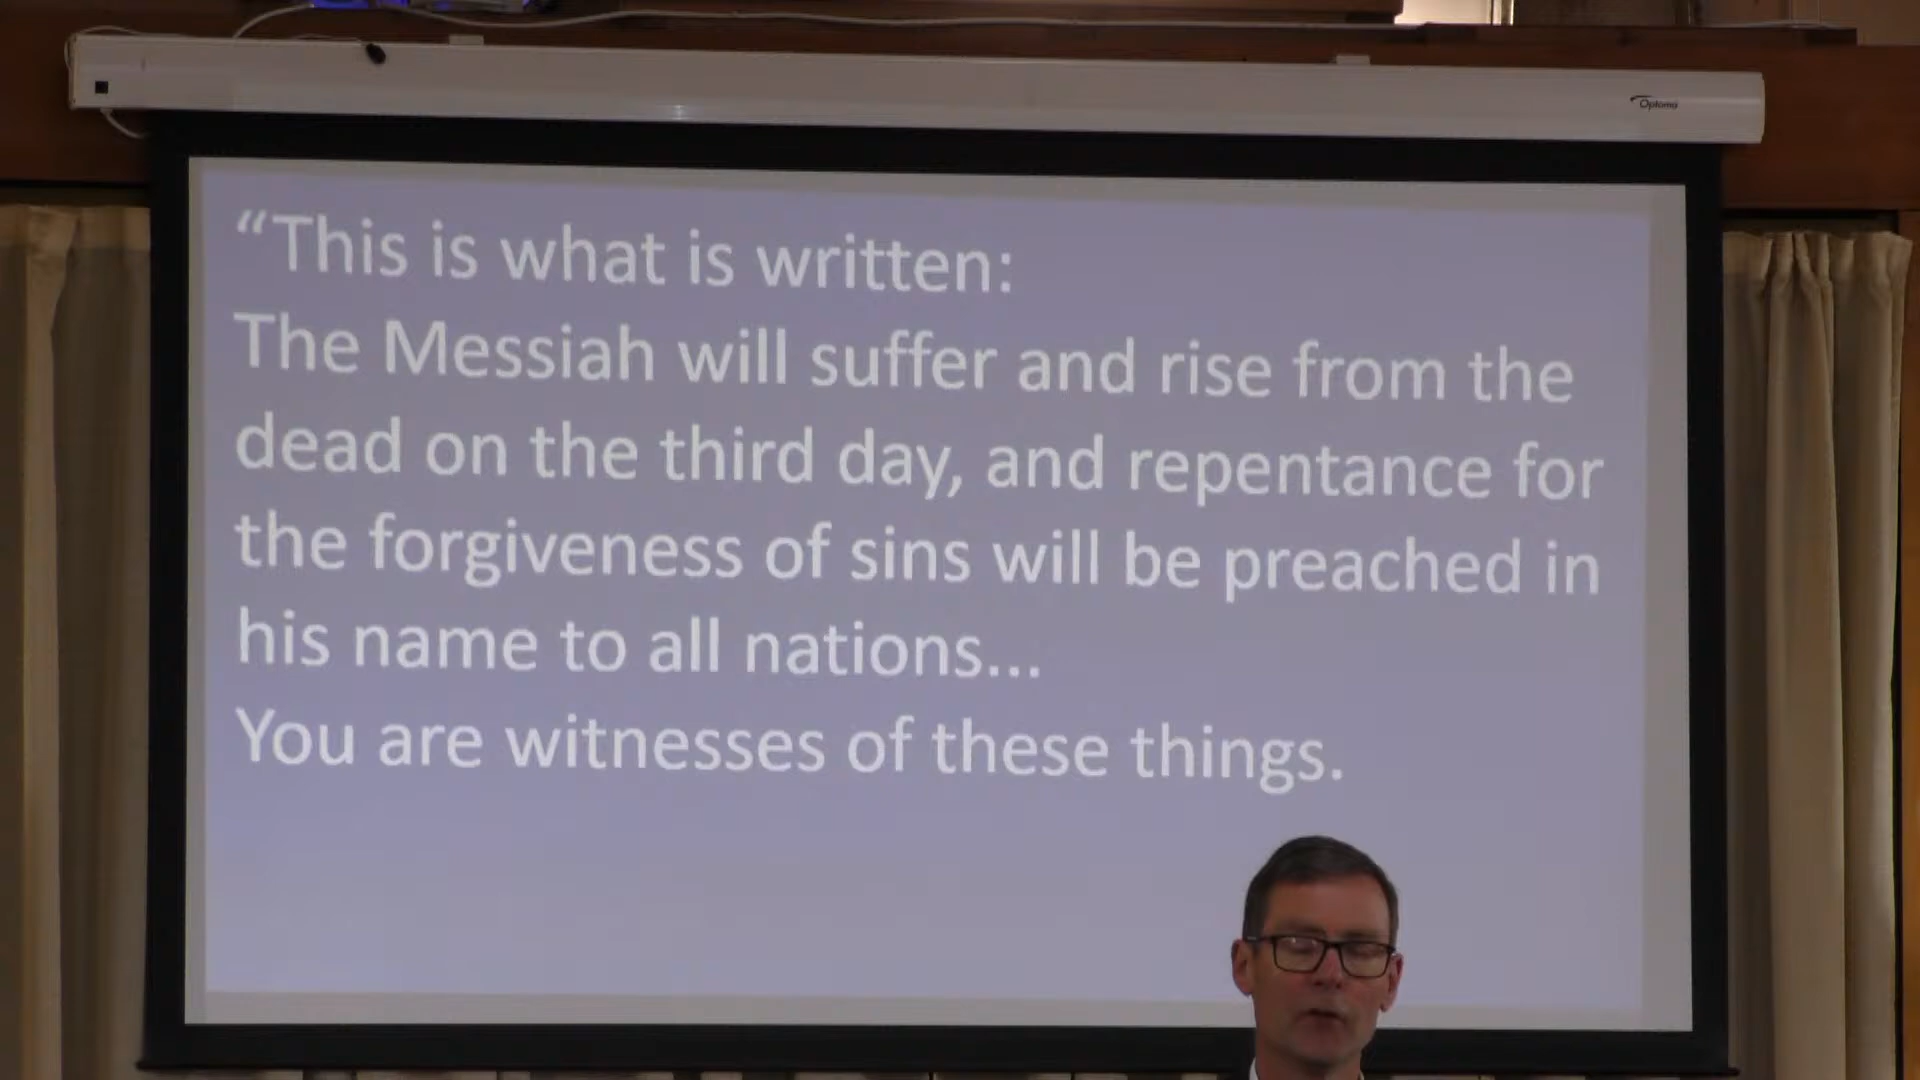 Optoma
“This is what is written:
The Messiah will suffer and rise from the
dead on the third day, and repentance for
the forgiveness of sins will be preached in
his name to all nations...
You are witnesses of these things.